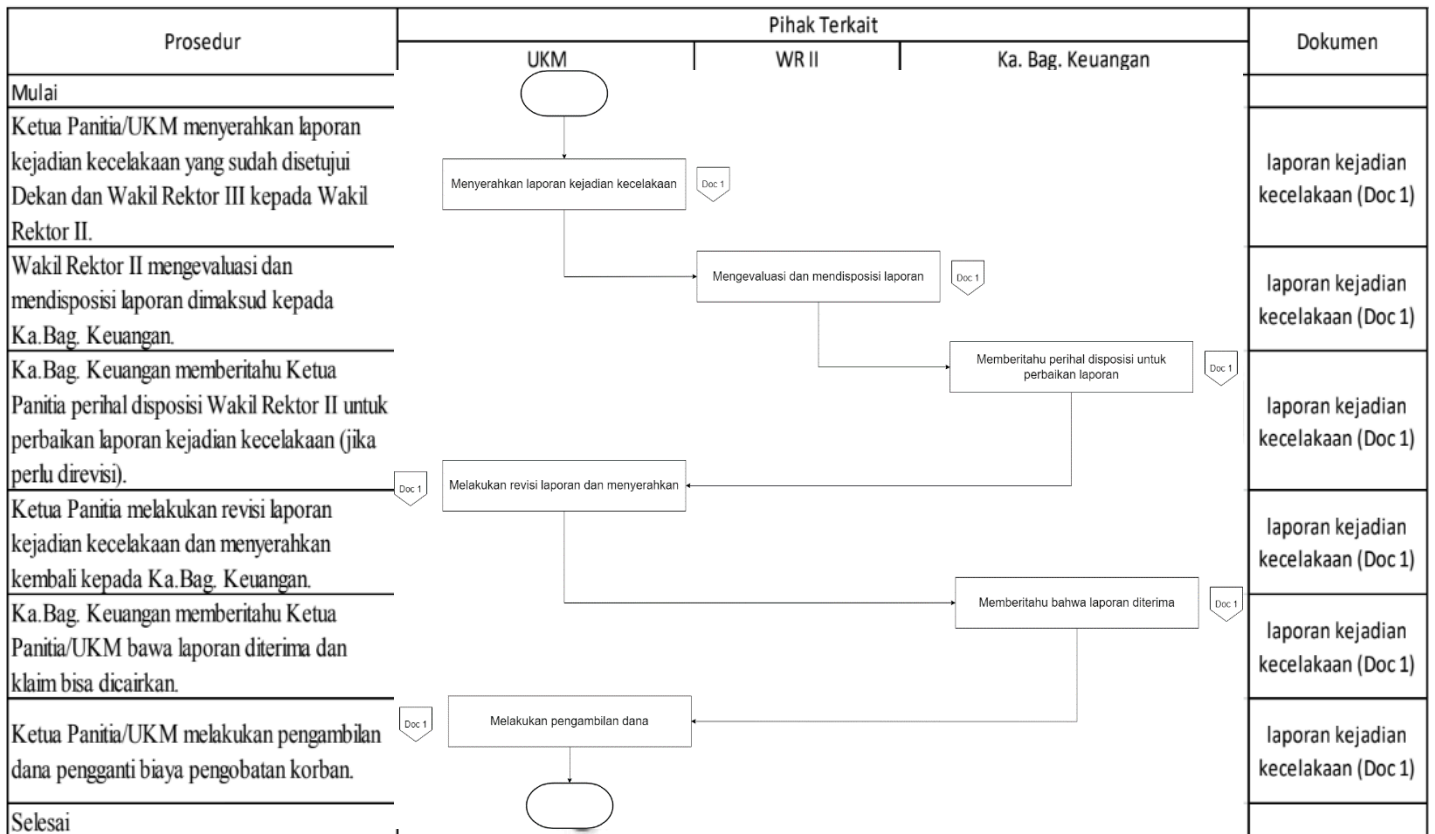 Prosedur
Pihak Terkait
Dokumen
UKM
WR II
Ka. Bag. Keuangan
Mulai
Ketua Panitia/UKM menyerahkan laporan
kejadian kecelakaan yang sudah disetujui
Dekan dan Wakil Rektor III kepada Wakil
Rektor II.
Menyerahkan laporan kejadian kecelakaan
Doc 1
laporan kejadian
kecelakaan (Doc 1)
Wakil Rektor II mengevaluasi dan
mendisposisi laporan dimaksud kepada
Ka.Bag. Keuangan.
Mengevaluasi dan mendisposisi laporan
Doc 1
laporan kejadian
kecelakaan (Doc 1)
Ka.Bag. Keuangan memberitahu Ketua
Panitia perihal disposisi Wakil Rektor II untuk
perbaikan laporan kejadian kecelakaan (jika
perlu direvisi).
Memberitahu perihal disposisi untuk
perbaikan laporan
Doc 1
laporan kejadian
kecelakaan (Doc 1)
Doc 1
Melakukan revisi laporan dan menyerahkan
Ketua Panitia melakukan revisi laporan
kejadian kecelakaan dan menyerahkan
kembali kepada Ka.Bag. Keuangan.
laporan kejadian
kecelakaan (Doc 1)
Ka.Bag. Keuangan memberitahu Ketua
Panitia/UKM bawa laporan diterima dan
klaim bisa dicairkan.
Memberitahu bahwa laporan diterima
Doc 1
laporan kejadian
kecelakaan (Doc 1)
Ketua Panitia/UKM melakukan pengambilan
dana pengganti biaya pengobatan korban.
Doc 1
Melakukan pengambilan dana
laporan kejadian
kecelakaan (Doc 1)
Selesai